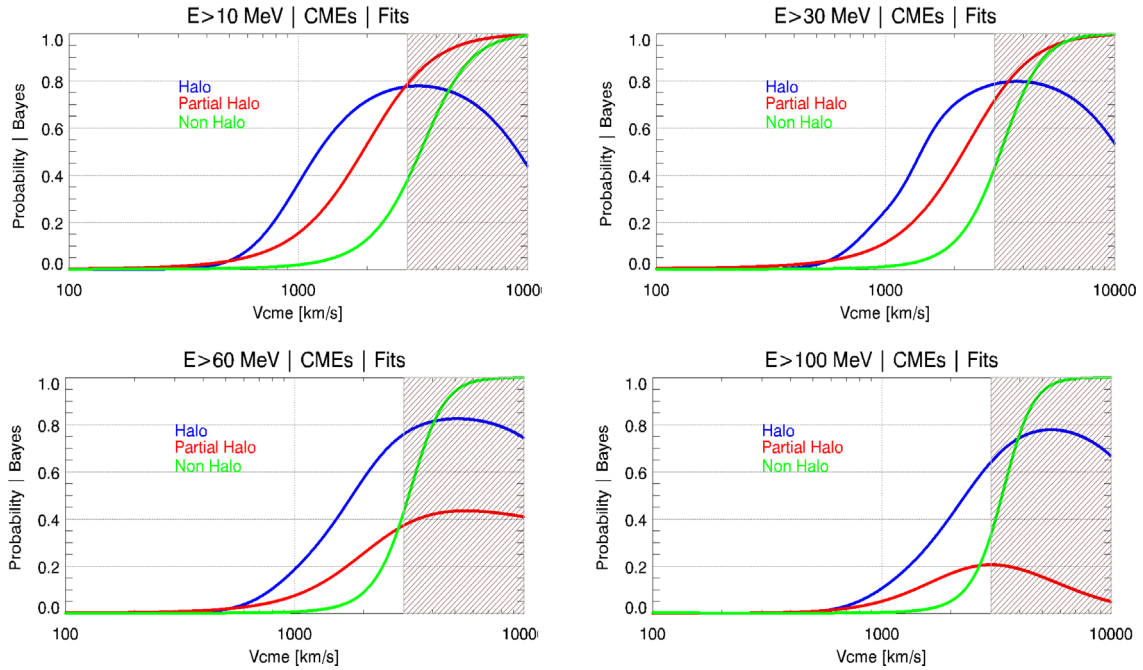 E>10 MeV | CMEs | Fits
Probability | Bayes
1.0
0.8
0.6
0.4
0.2
0.0
Halo
Partial Halo
Non Halo
100
1000
1000
Vcme [km/s]
E>30 MeV | CMEs | Fits
Probability | Bayes
1.0
0.8
0.6
0.4
0.2
0.0
Halo
Partial Halo
Non Halo
100
1000
10000
Vcme [km/s]
E>60 MeV | CMEs | Fits
Probability | Bayes
1.0
0.8
0.6
0.4
0.2
0.0
Halo
Partial Halo
Non Halo
100
1000
1000
Vcme [km/s]
E>100 MeV | CMEs | Fits
Probability | Bayes
1.0
0.8
0.6
0.4
0.2
0.0
Halo
Partial Halo
Non Halo
100
1000
10000
Vcme [km/s]